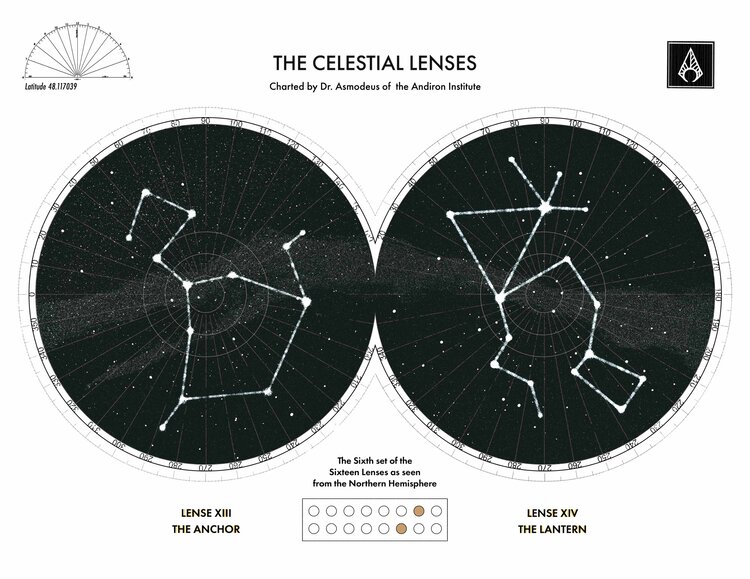 THE CELESTIAL LENSES
Charted by Dr. Asmodeus of the Andiron Institute
Latitude 48.117039
The Sixth set of the
Sixteen Lenses as seen
from the Northern Hemisphere
LENSE XIII
THE ANCHOR
LENSE XIV
THE LANTERN